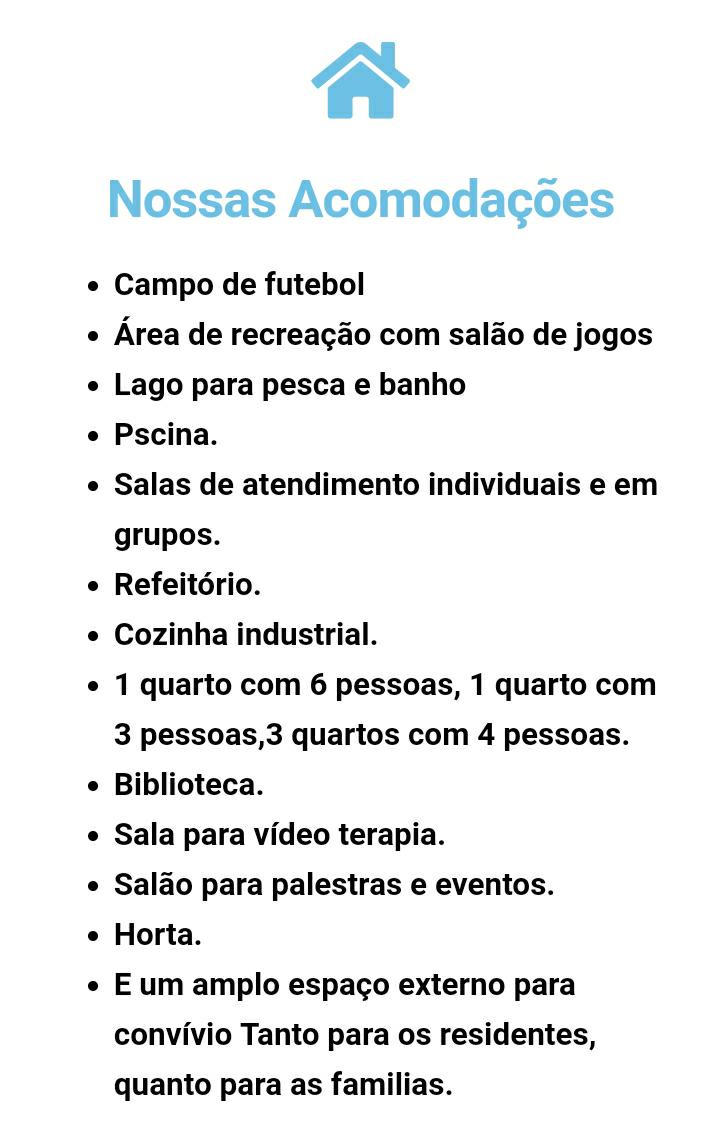 Nossas Acomodações
• Campo de futebol
• Área de recreação com salão de jogos
• Lago para pesca e banho
• Pscina.
• Salas de atendimento individuais e em
grupos.
• Refeitório.
• Cozinha industrial.
• 1 quarto com 6 pessoas, 1 quarto com
3 pessoas,3 quartos com 4 pessoas.
• Biblioteca.
• Sala para vídeo terapia.
• Salão para palestras e eventos.
• Horta.
• E um amplo espaço externo para
convívio Tanto para os residentes,
quanto para as familias.